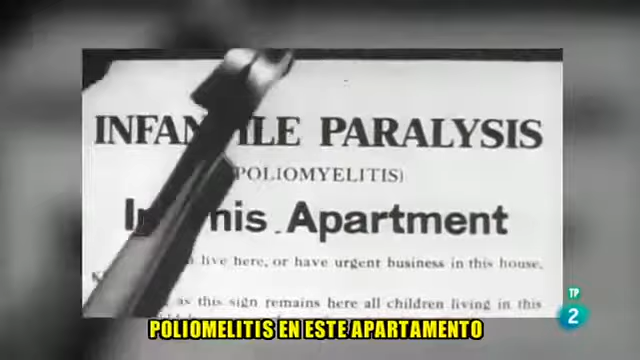 INFAN ILE PARALYSIS
POLIOMYELITIS)
his Apartment
live here, or have urgent business in this house,
as this sign remains here all children living in this
TP
2
POLIOMELITIS EN ESTE APARTAMENTO